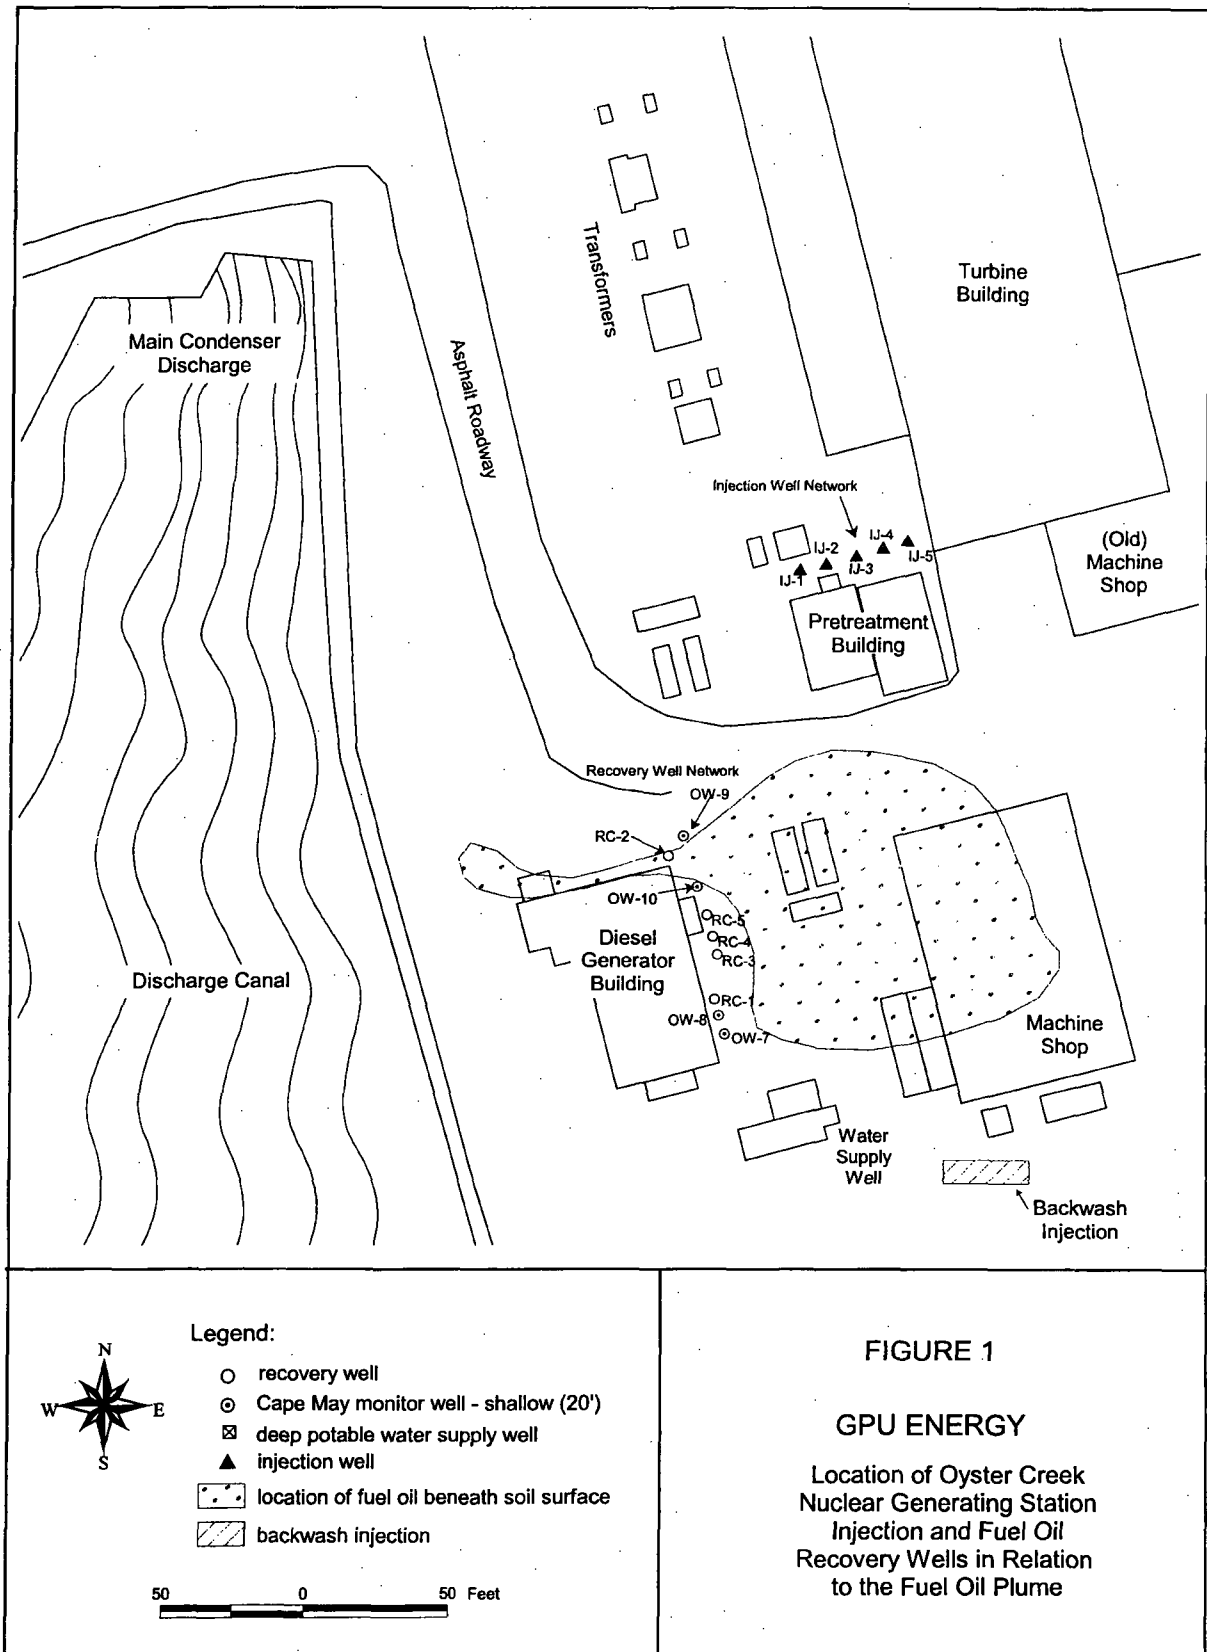 Main Condenser
Discharge
Asphalt Roadway
Transformers
Turbine
Building
Injection Well Network
IJ-1
IJ-2
IJ-3
IJ-4
IJ-5
(Old)
Machine
Shop
Pretreatment
Building
Recovery Well Network
OW-9
RC-2
OW-10
RC-5
RC-4
RC-3
Diesel
Generator
Building
RC-1
OW-8
OW-7
Discharge Canal
Machine
Shop
Water
Supply
Well
Backwash
Injection
N
W
E
S
Legend:
recovery well
Cape May monitor well - shallow (20')
deep potable water supply well
injection well
location of fuel oil beneath soil surface
backwash injection
50 0 50 Feet
FIGURE 1
GPU ENERGY
Location of Oyster Creek
Nuclear Generating Station
Injection and Fuel Oil
Recovery Wells in Relation
to the Fuel Oil Plume